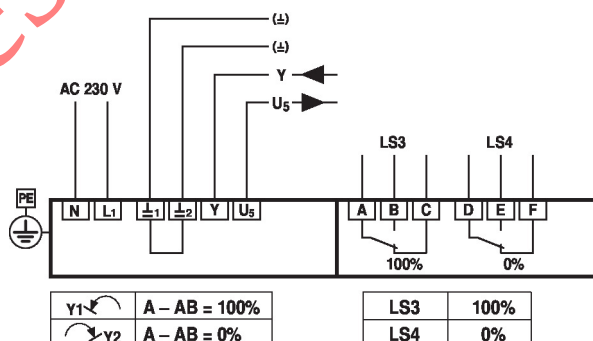 (⏊)
(⏊)
Y
U5
AC 230 V
LS3 LS4
PE
N L1 ⏊1 ⏊2 Y U5 A B C D E F
100% 0%
Y1 A – AB = 100%
Y2 A – AB = 0%
LS3 100%
LS4 0%